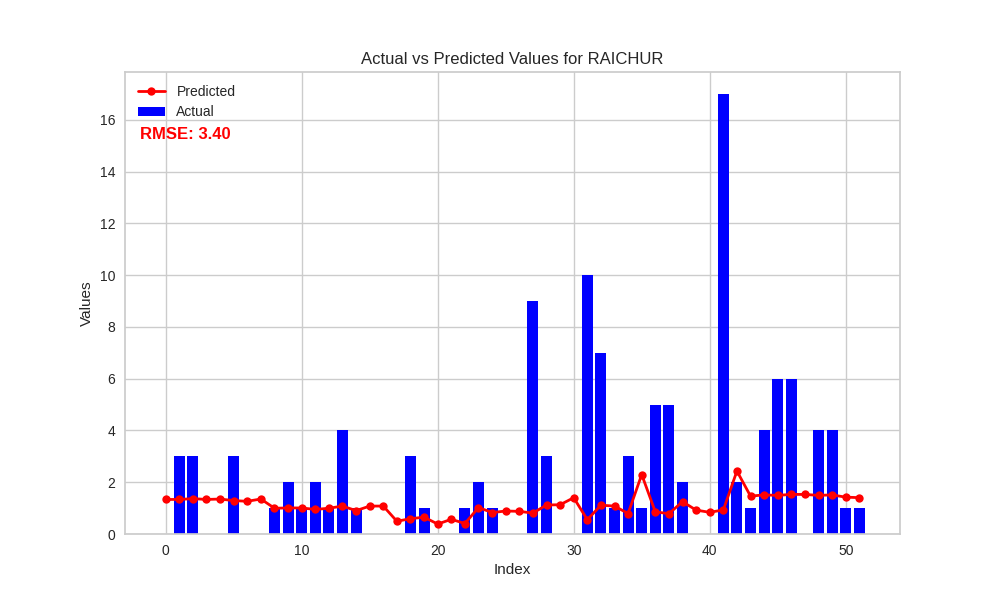 Actual vs Predicted Values for RAICHUR
Predicted
Actual
RMSE: 3.40
Values
16
14
12
10
8
6
4
2
0
0 10 20 30 40 50
Index